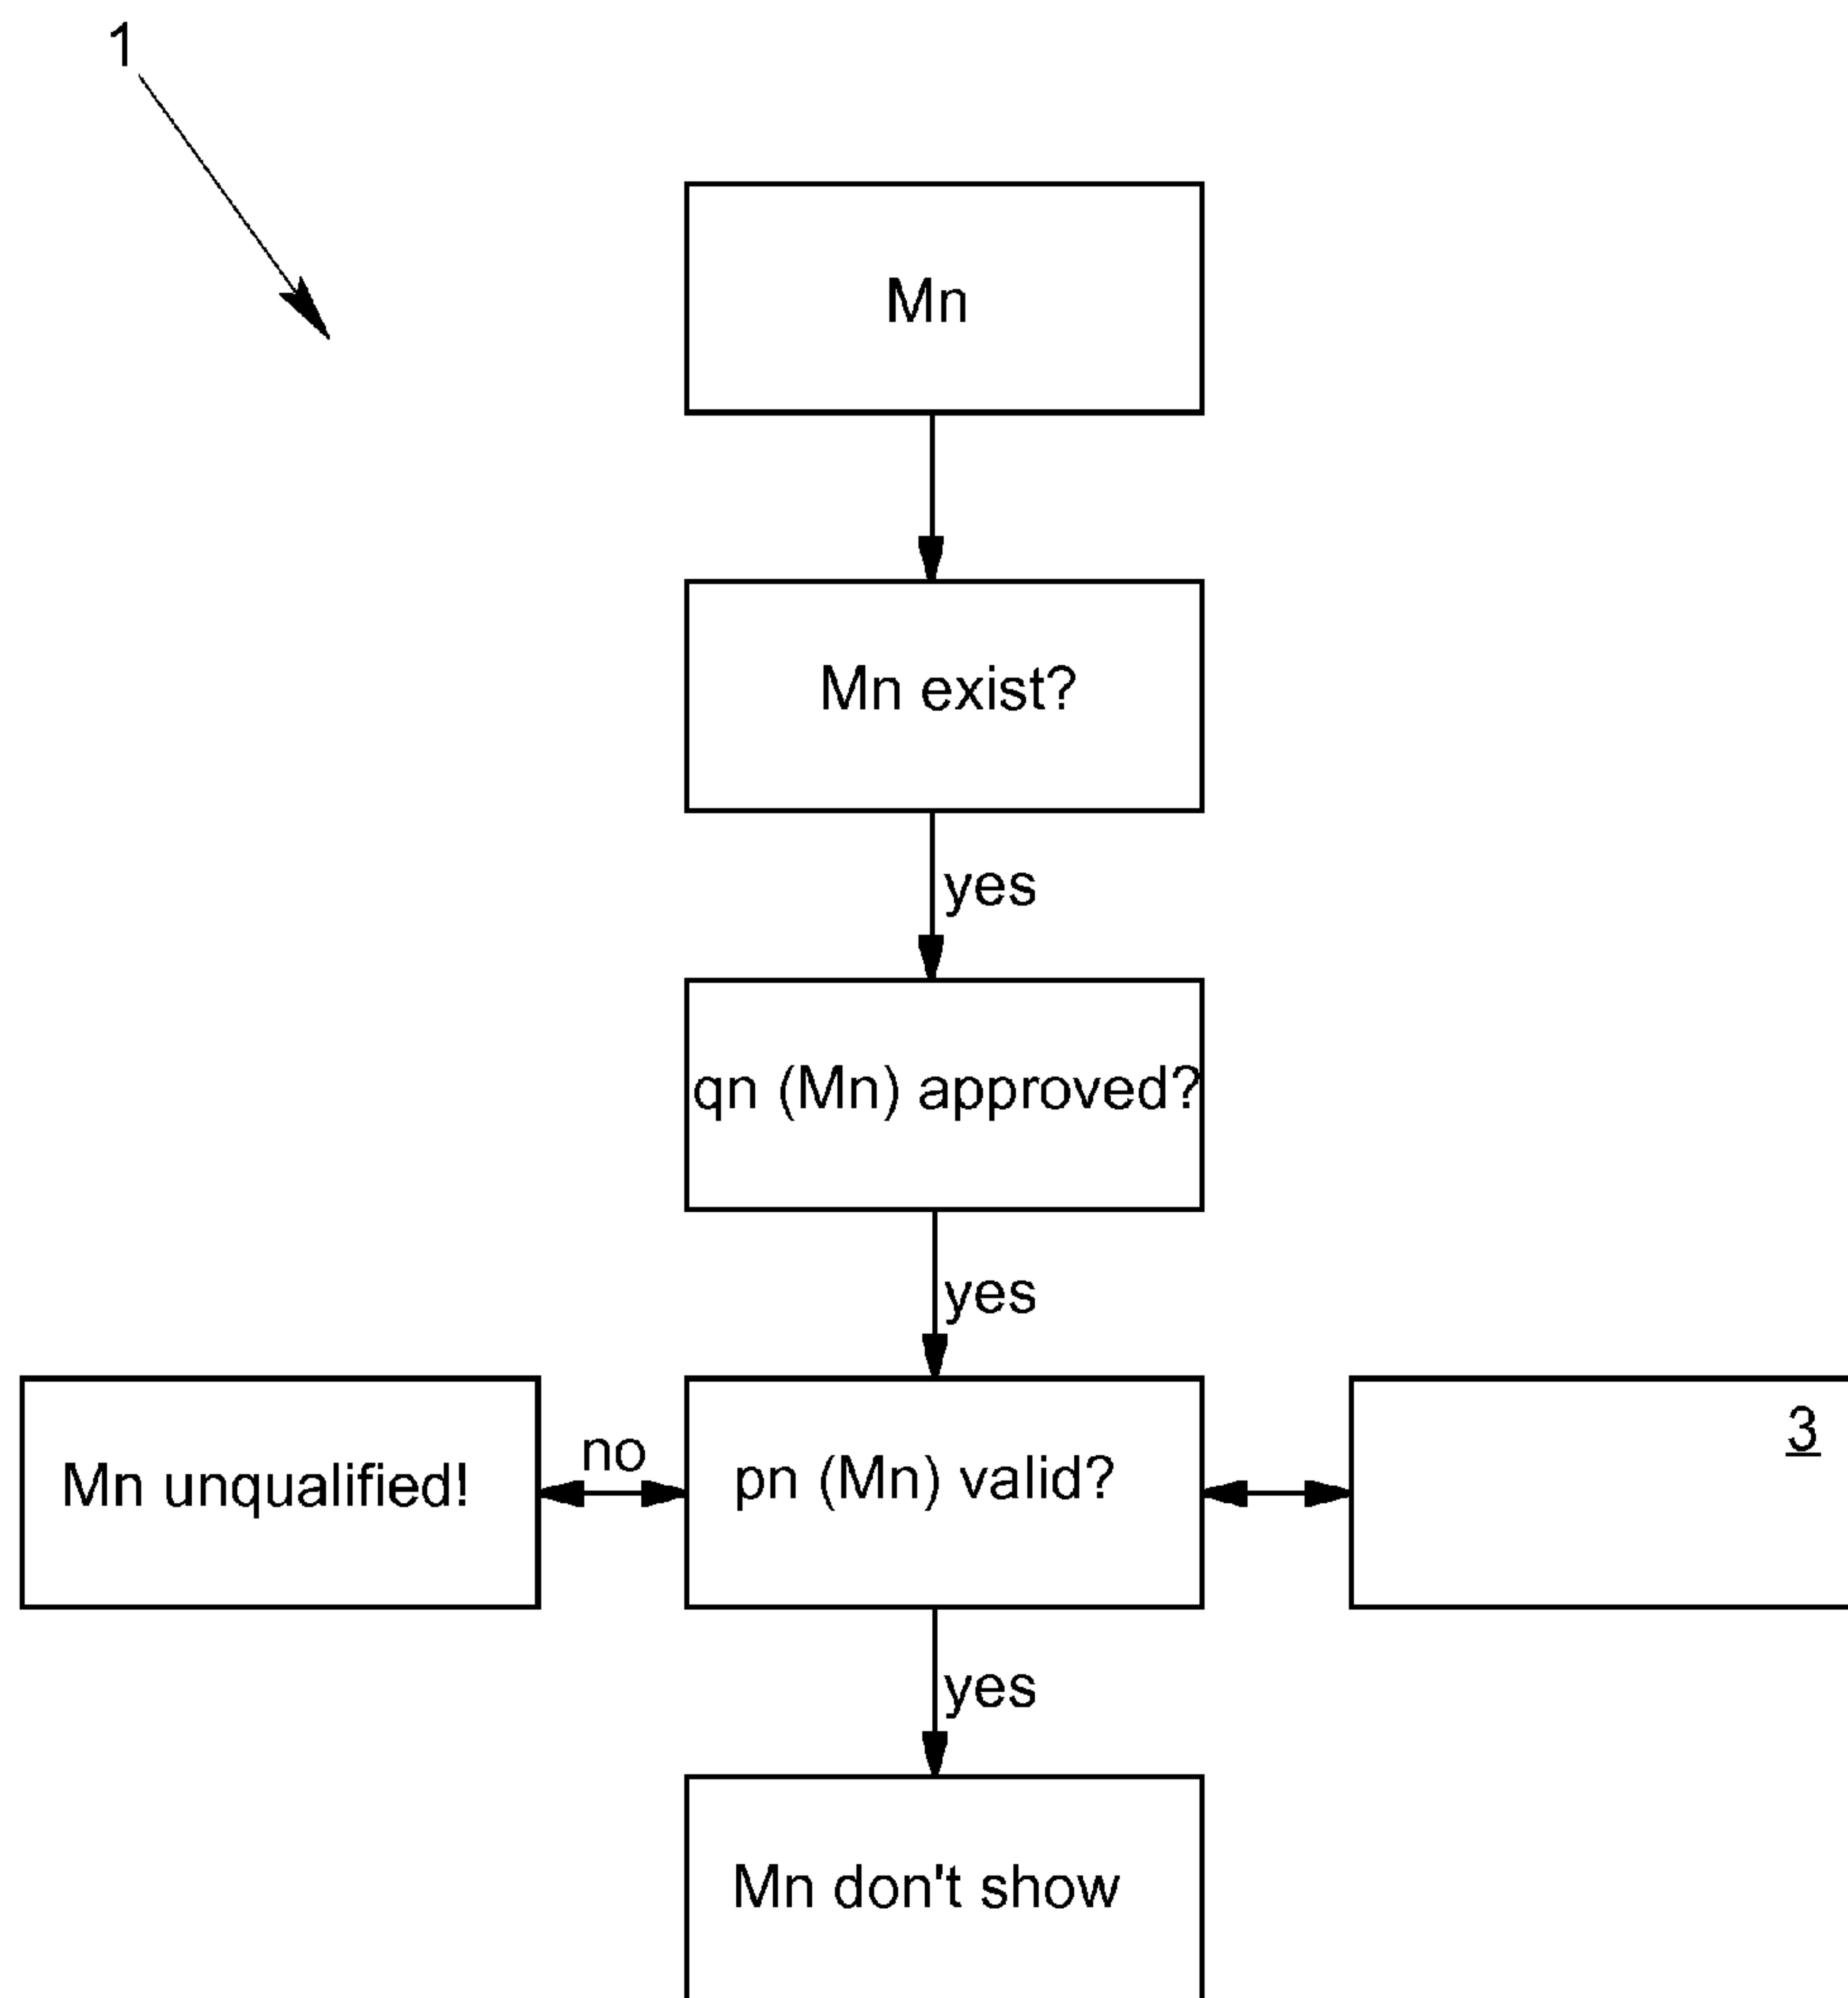 1
Mn
Mn exist?
yes
qn (Mn) approved?
yes
Mn unqualified!
no
pn (Mn) valid?
3
yes
Mn don't show